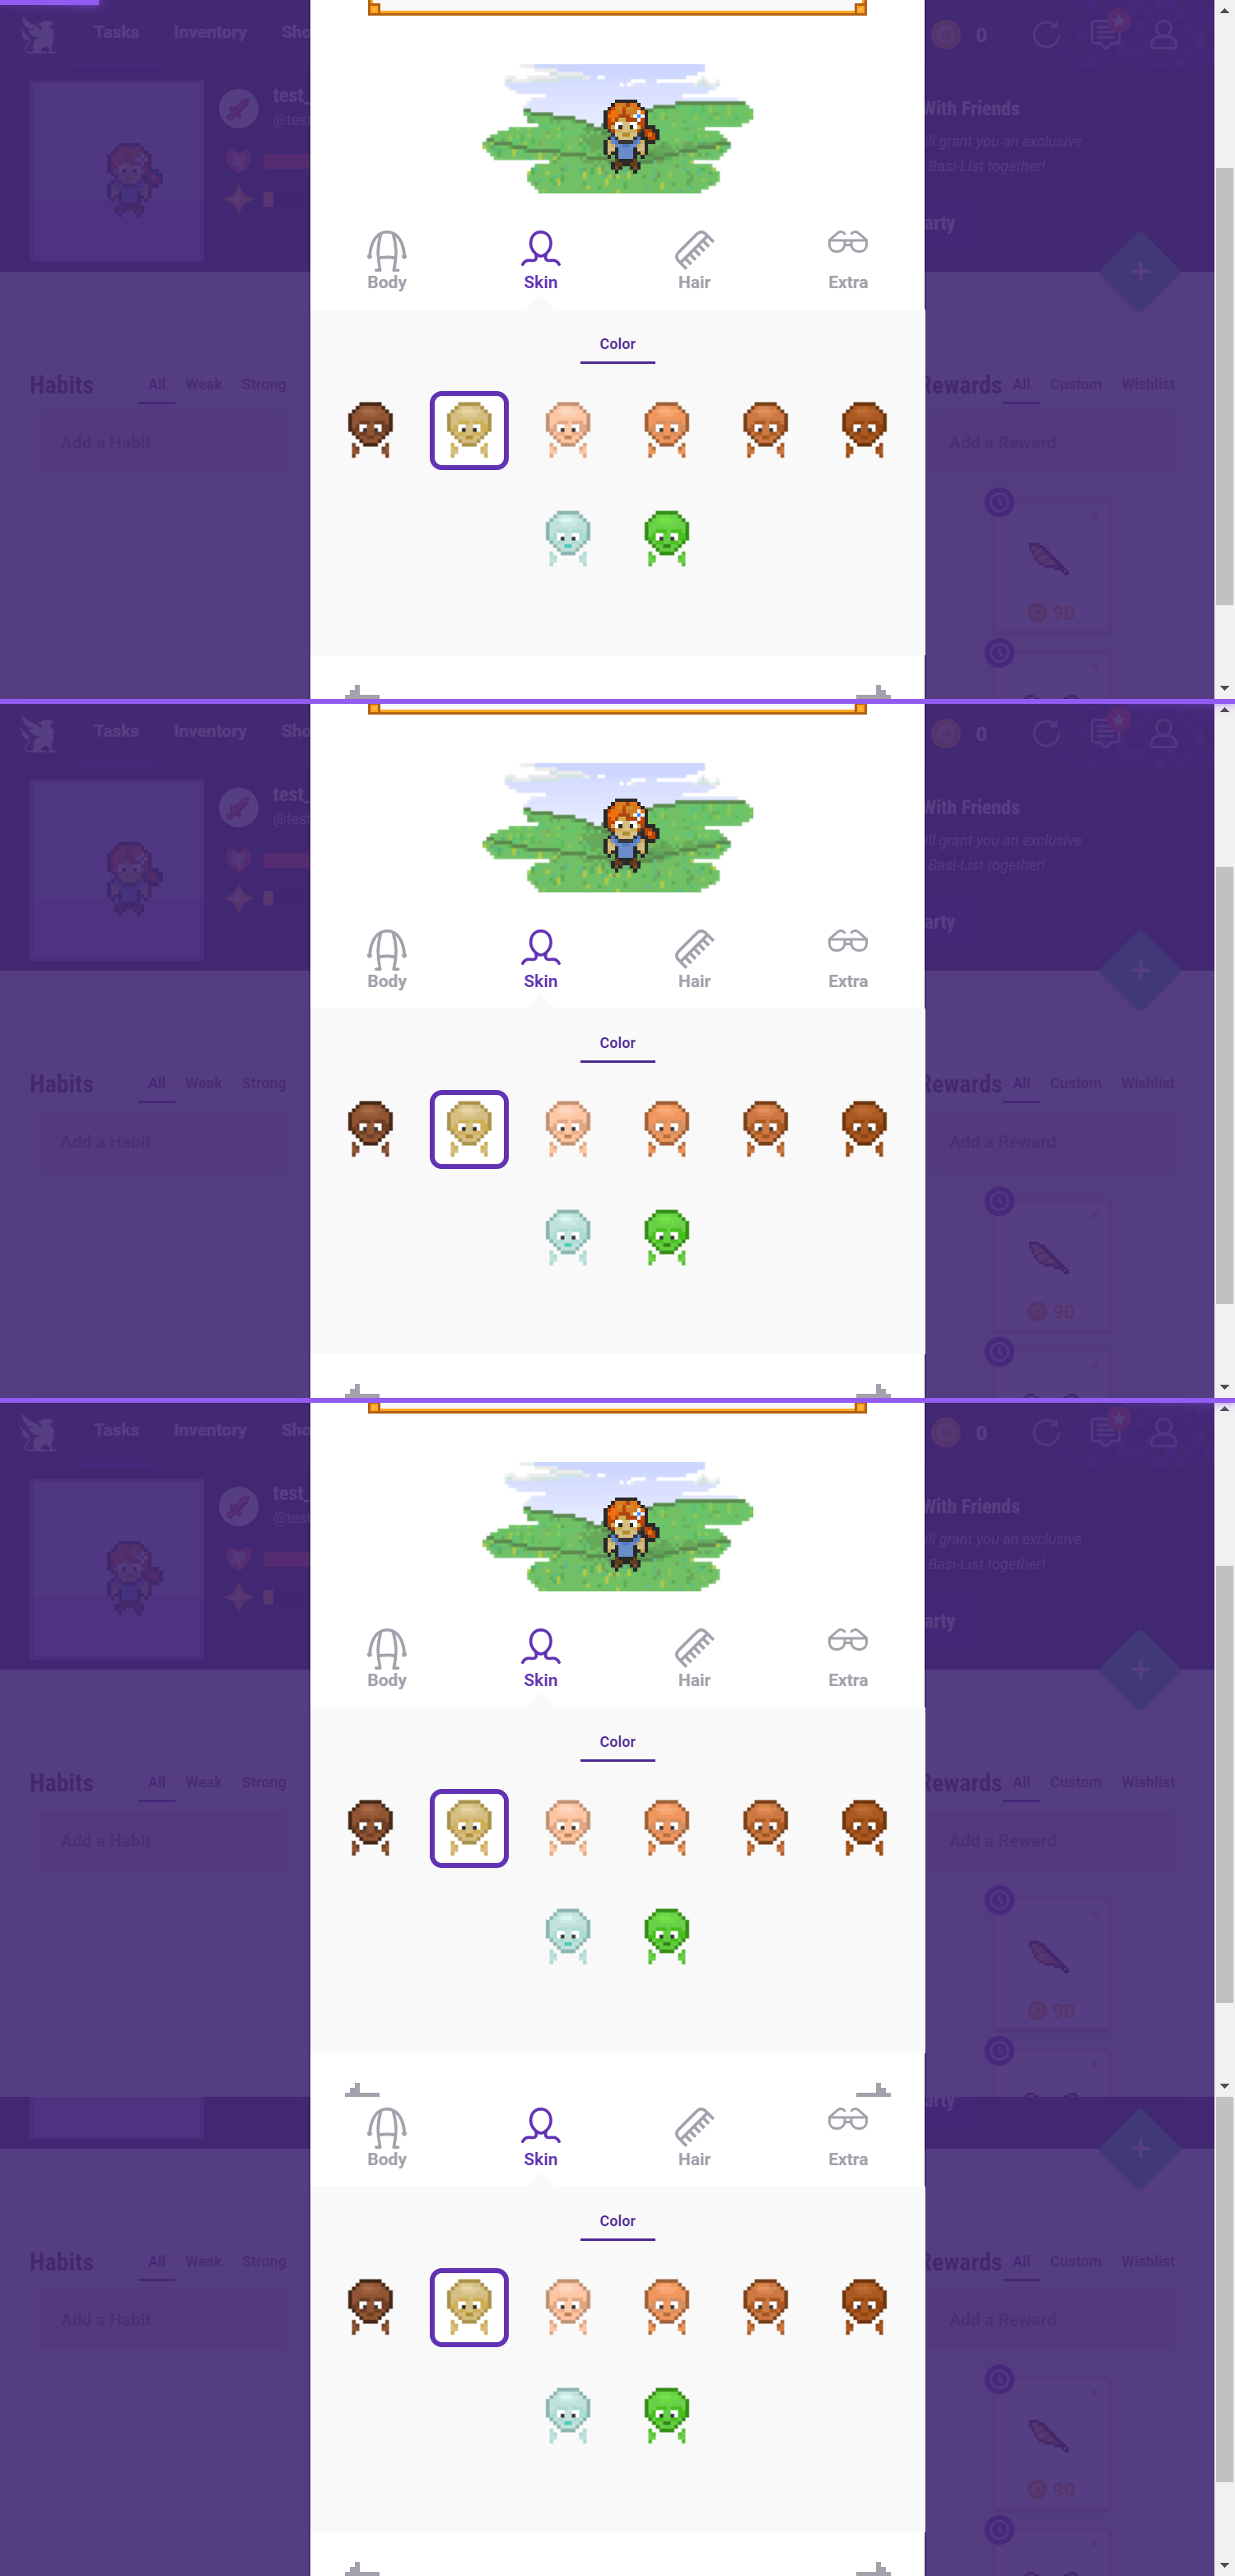 Tasks Inventory Sho 0
test_
@test
With Friends
ill grant you an exclusive
Basi-List together!
arty
Body Skin Hair Extra
Color
Habits All Weak Strong
Rewards All Custom Wishlist
Add a Habit
Add a Reward
90
Tasks Inventory Sho 0
test_
@test
With Friends
ill grant you an exclusive
Basi-List together!
arty
Body Skin Hair Extra
Color
Habits All Weak Strong
Rewards All Custom Wishlist
Add a Habit
Add a Reward
90
Tasks Inventory Sho 0
test_
@test
With Friends
ill grant you an exclusive
Basi-List together!
arty
Body Skin Hair Extra
Color
Habits All Weak Strong
Rewards All Custom Wishlist
Add a Habit
Add a Reward
90
arty
Body Skin Hair Extra
Color
Habits All Weak Strong
Rewards All Custom Wishlist
Add a Habit
Add a Reward
90